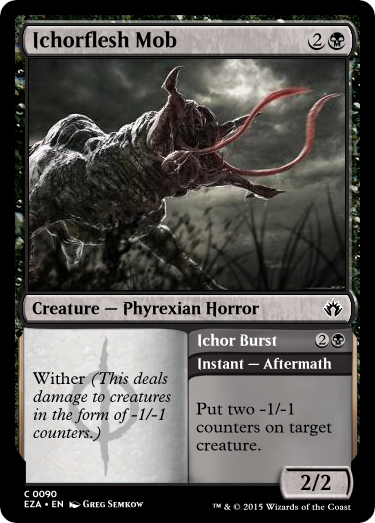 Ichorflesh Mob 2
Creature — Phyrexian Horror
Wither (This deals
damage to creatures
in the form of -1/-1
counters.)
Ichor Burst 2
Instant — Aftermath
Put two -1/-1
counters on target
creature.
2/2
C 0090
EZA • EN Greg Semkow
™ & © 2015 Wizards of the Coast